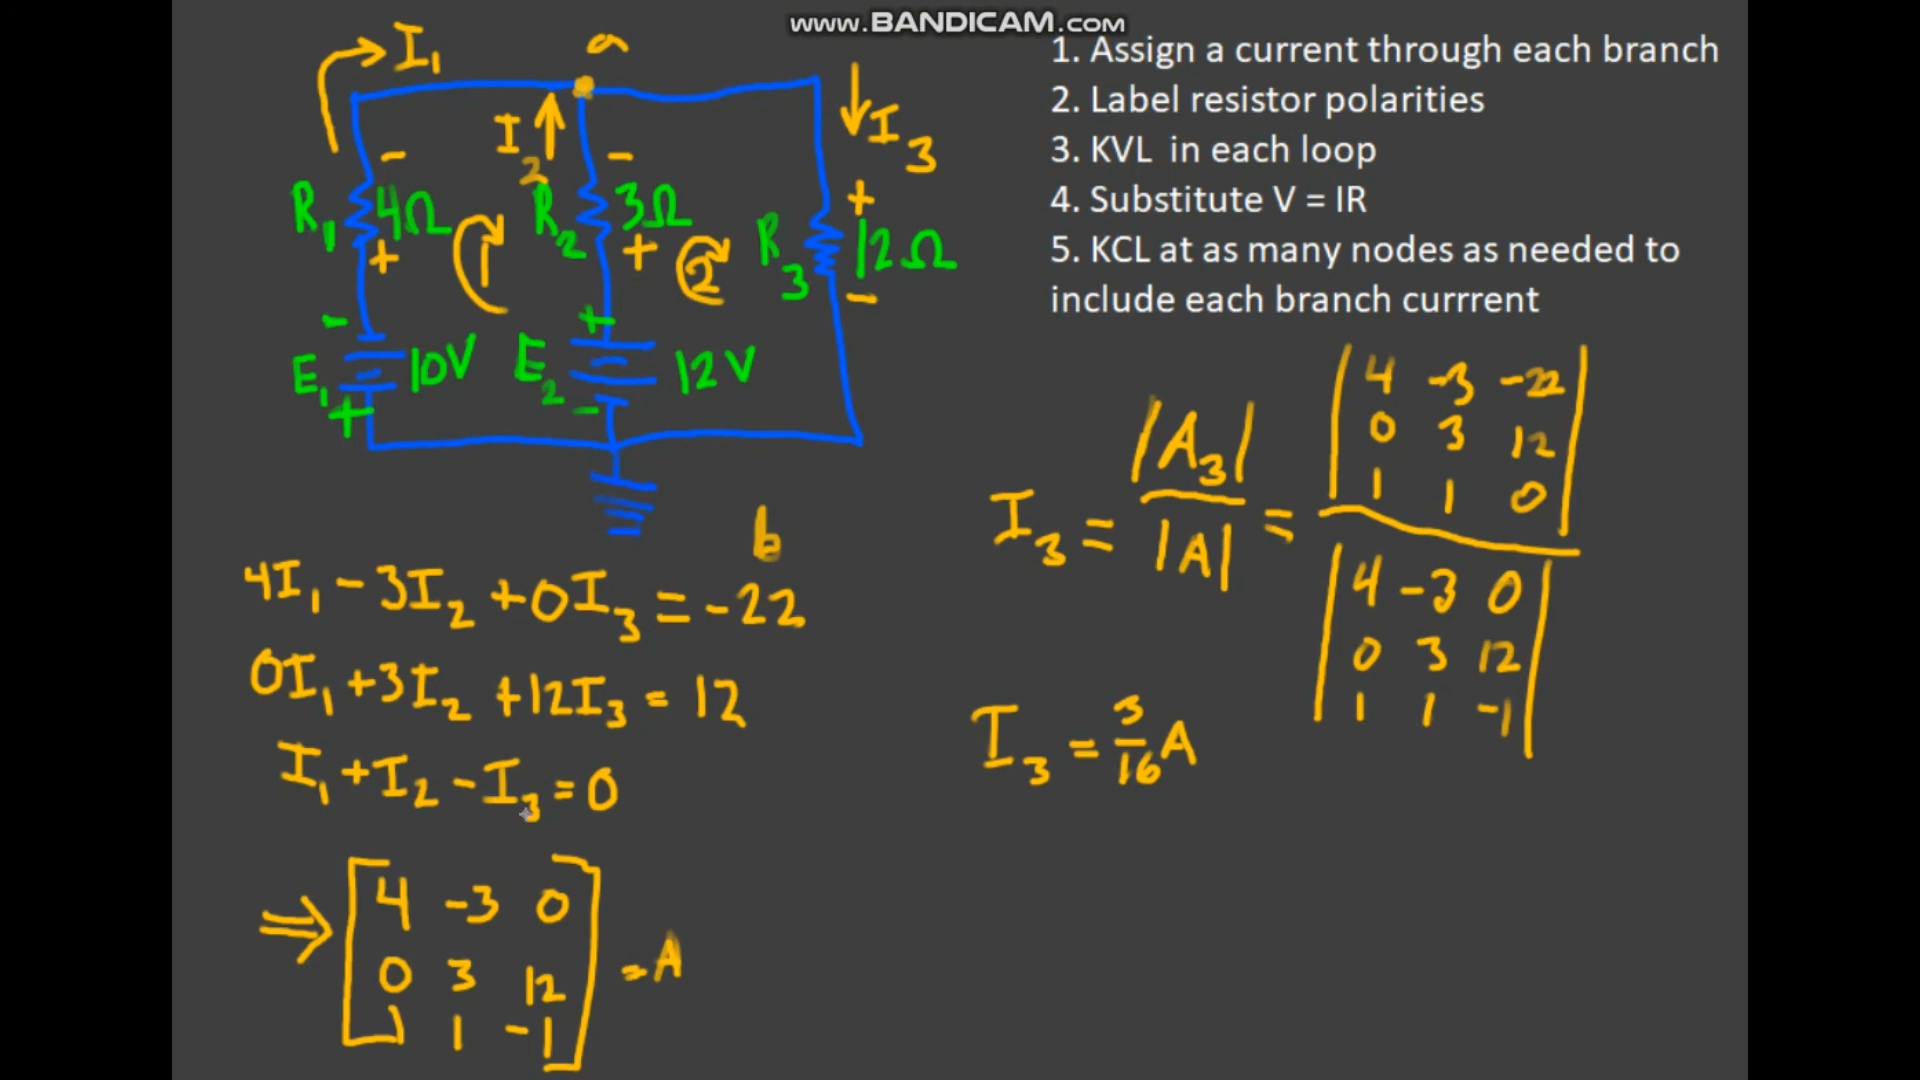 www.BANDICAM.com
1. Assign a current through each branch
2. Label resistor polarities
3. KVL in each loop
4. Substitute V = IR
5. KCL at as many nodes as needed to
include each branch currrent
I₁
a
I₂
I₃
- - +
R₁ 4Ω R₂ 3Ω R₃ 12Ω
+ + -
1 2
- +
E₁ 10V E₂ 12V
+ -
b
4I₁ - 3I₂ + 0I₃ = -22
0I₁ + 3I₂ + 12I₃ = 12
I₁ + I₂ - I₃ = 0
⇒ [4 -3 0
0 3 12
1 1 -1] = A
I₃ = |A₃| / |A| =
|4 -3 -22
0 3 12
1 1 0|
|4 -3 0
0 3 12
1 1 -1|
I₃ = 3/16 A